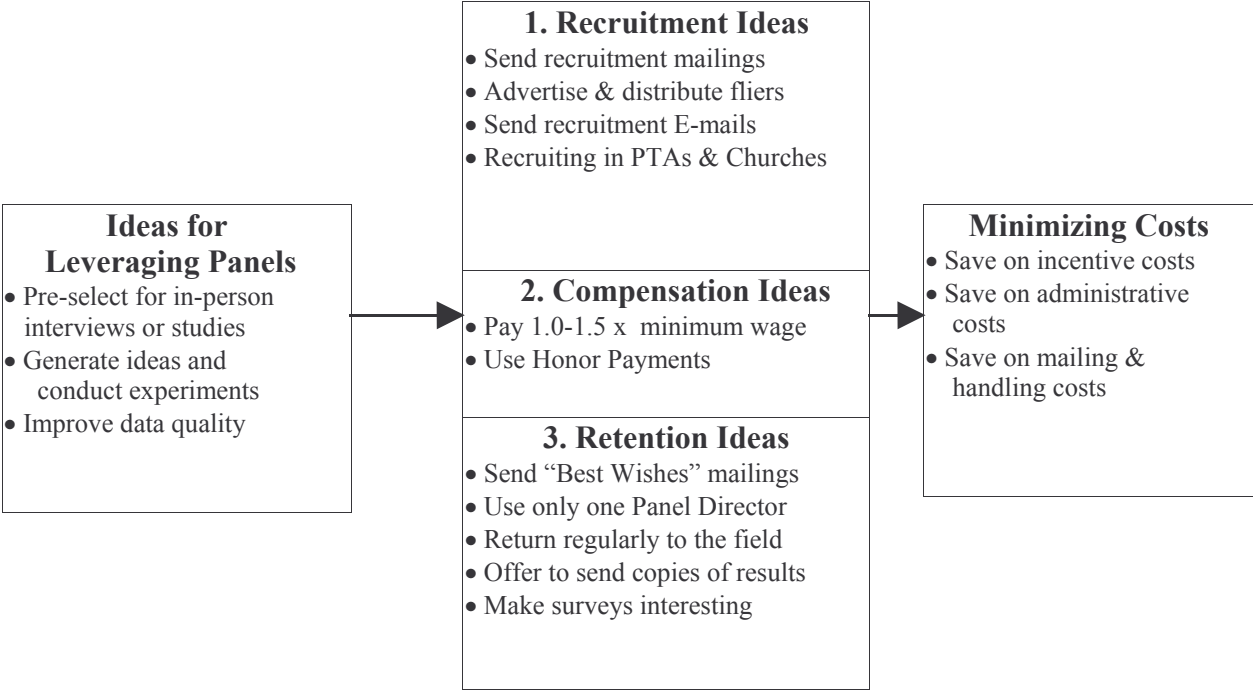 Ideas for
Leveraging Panels
• Pre-select for in-person
interviews or studies
• Generate ideas and
conduct experiments
• Improve data quality
1. Recruitment Ideas
• Send recruitment mailings
• Advertise & distribute fliers
• Send recruitment E-mails
• Recruiting in PTAs & Churches
2. Compensation Ideas
• Pay 1.0-1.5 x minimum wage
• Use Honor Payments
3. Retention Ideas
• Send “Best Wishes” mailings
• Use only one Panel Director
• Return regularly to the field
• Offer to send copies of results
• Make surveys interesting
Minimizing Costs
• Save on incentive costs
• Save on administrative
costs
• Save on mailing &
handling costs